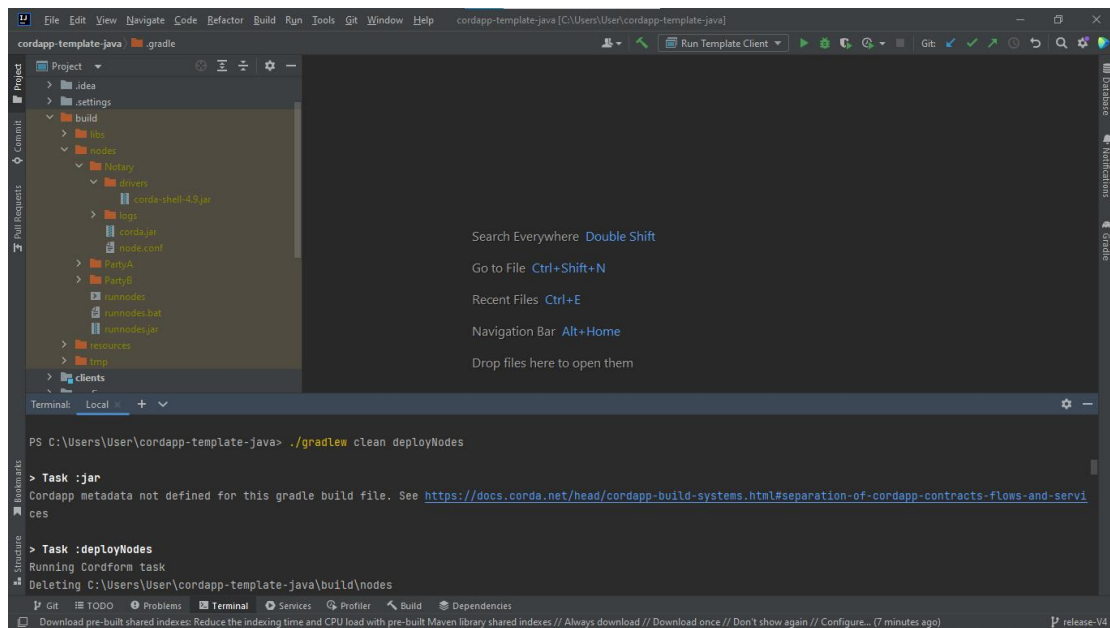 File Edit View Navigate Code Refactor Build Run Tools Git Window Help cordapp-template-java [C:\Users\User\cordapp-template-java]
cordapp-template-java .gradle Run Template Client Git:
Project
Project
Commit
Pull Requests
Bookmarks
Structure
.idea
.settings
build
libs
nodes
Notary
drivers
corda-shell-4.9.jar
logs
corda.jar
node.conf
PartyA
PartyB
runnodes
runnodes.bat
runnodes.jar
resources
tmp
clients
Search Everywhere Double Shift
Go to File Ctrl+Shift+N
Recent Files Ctrl+E
Navigation Bar Alt+Home
Drop files here to open them
Database
Notifications
Gradle
Terminal: Local
PS C:\Users\User\cordapp-template-java> ./gradlew clean deployNodes
> Task :jar
Cordapp metadata not defined for this gradle build file. See https://docs.corda.net/head/cordapp-build-systems.html#separation-of-cordapp-contracts-flows-and-servi
ces
> Task :deployNodes
Running Cordform task
Deleting C:\Users\User\cordapp-template-java\build\nodes
Git TODO Problems Terminal Services Profiler Build Dependencies
Download pre-built shared indexes: Reduce the indexing time and CPU load with pre-built Maven library shared indexes // Always download // Download once // Don't show again // Configure... (7 minutes ago) release-V4